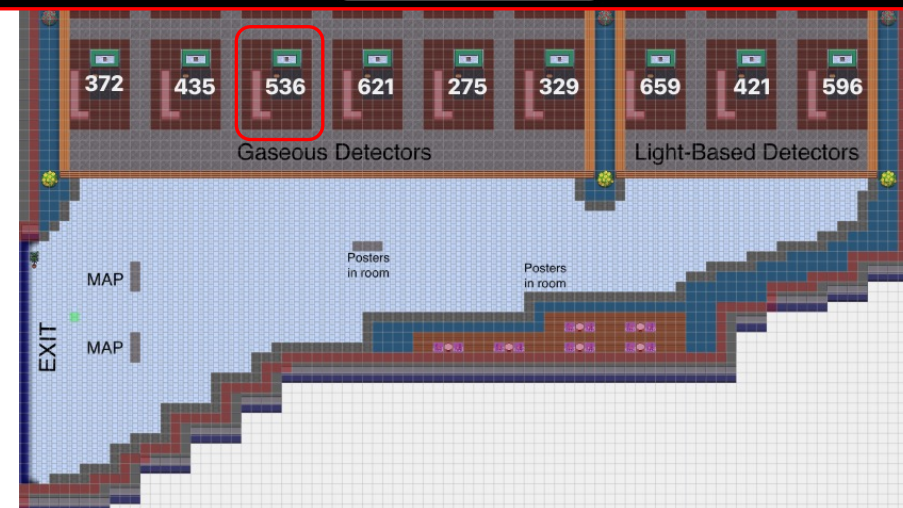 372 435 536 621 275 329 659 421 596
Gaseous Detectors
Light-Based Detectors
Posters
in room
Posters
in room
MAP
MAP
EXIT